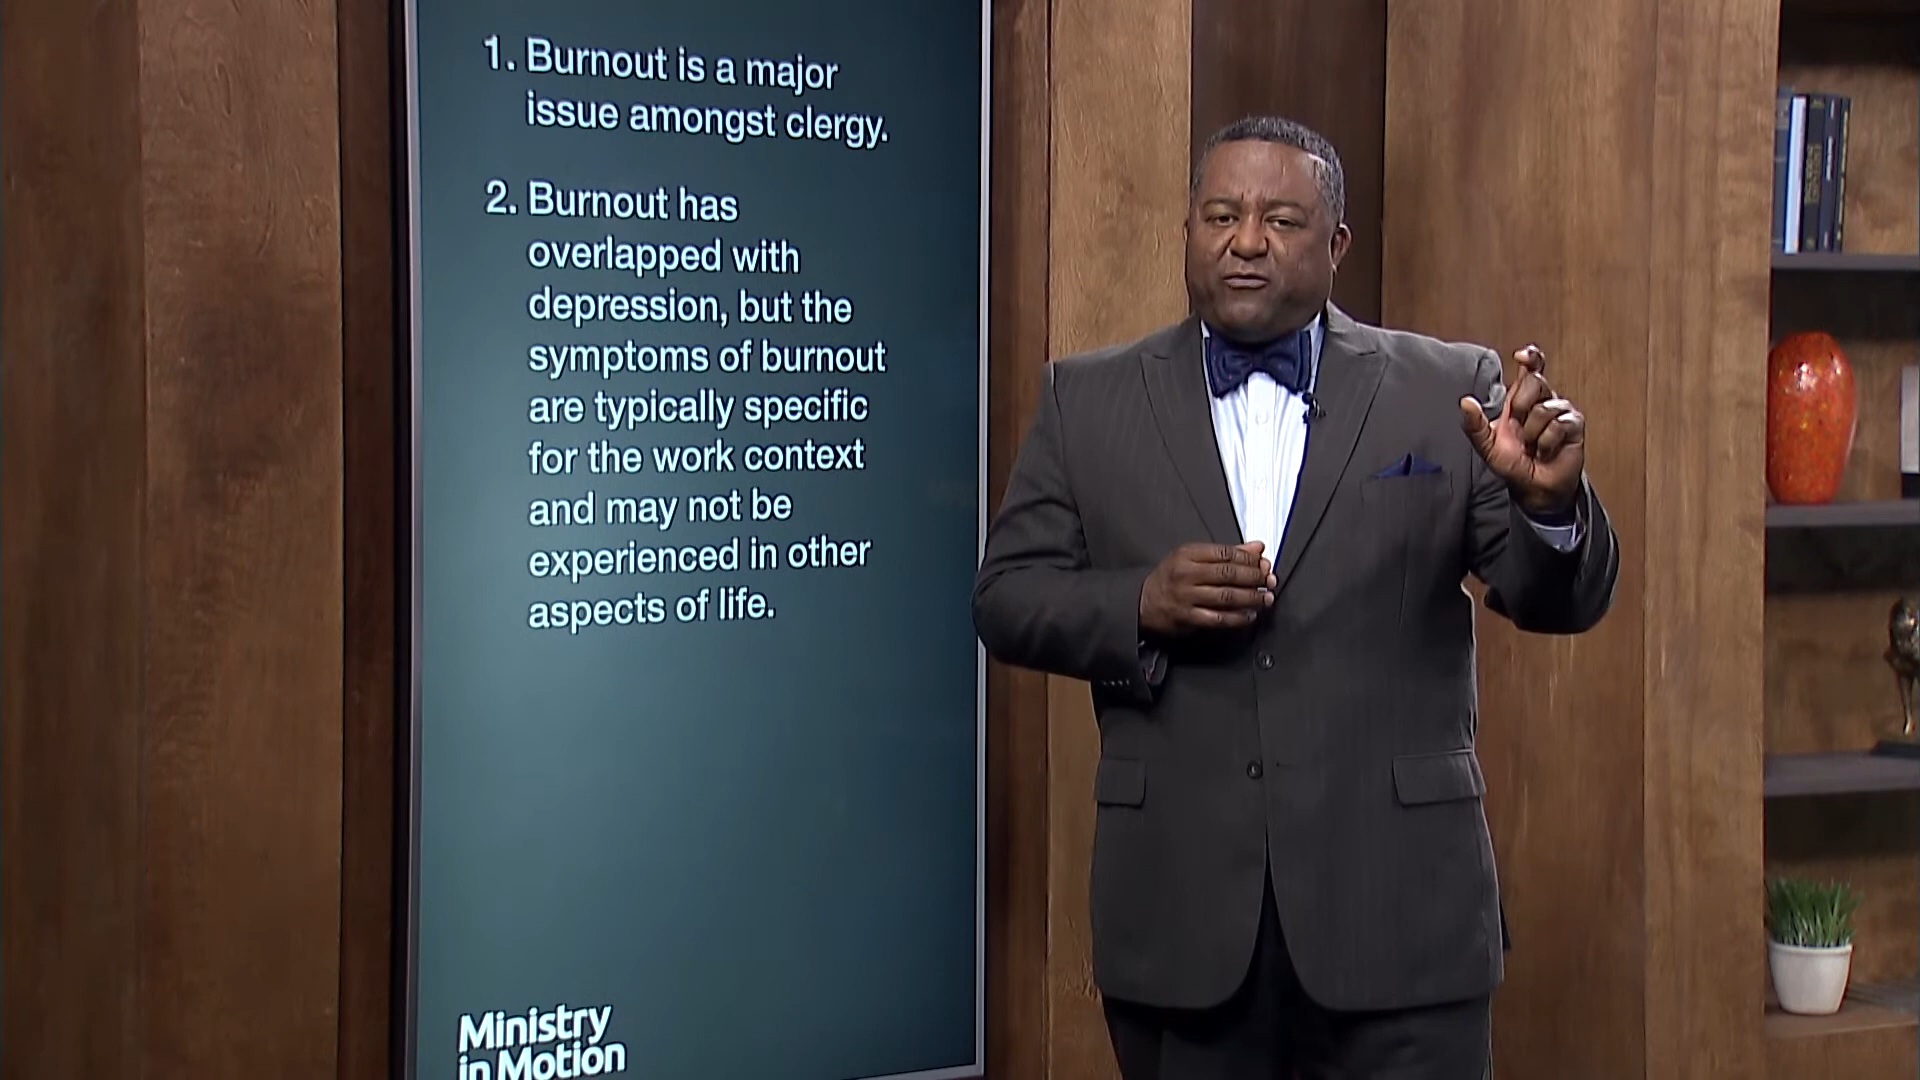 1. Burnout is a major
issue amongst clergy.
2. Burnout has
overlapped with
depression, but the
symptoms of burnout
are typically specific
for the work context
and may not be
experienced in other
aspects of life.
Ministry
in Motion